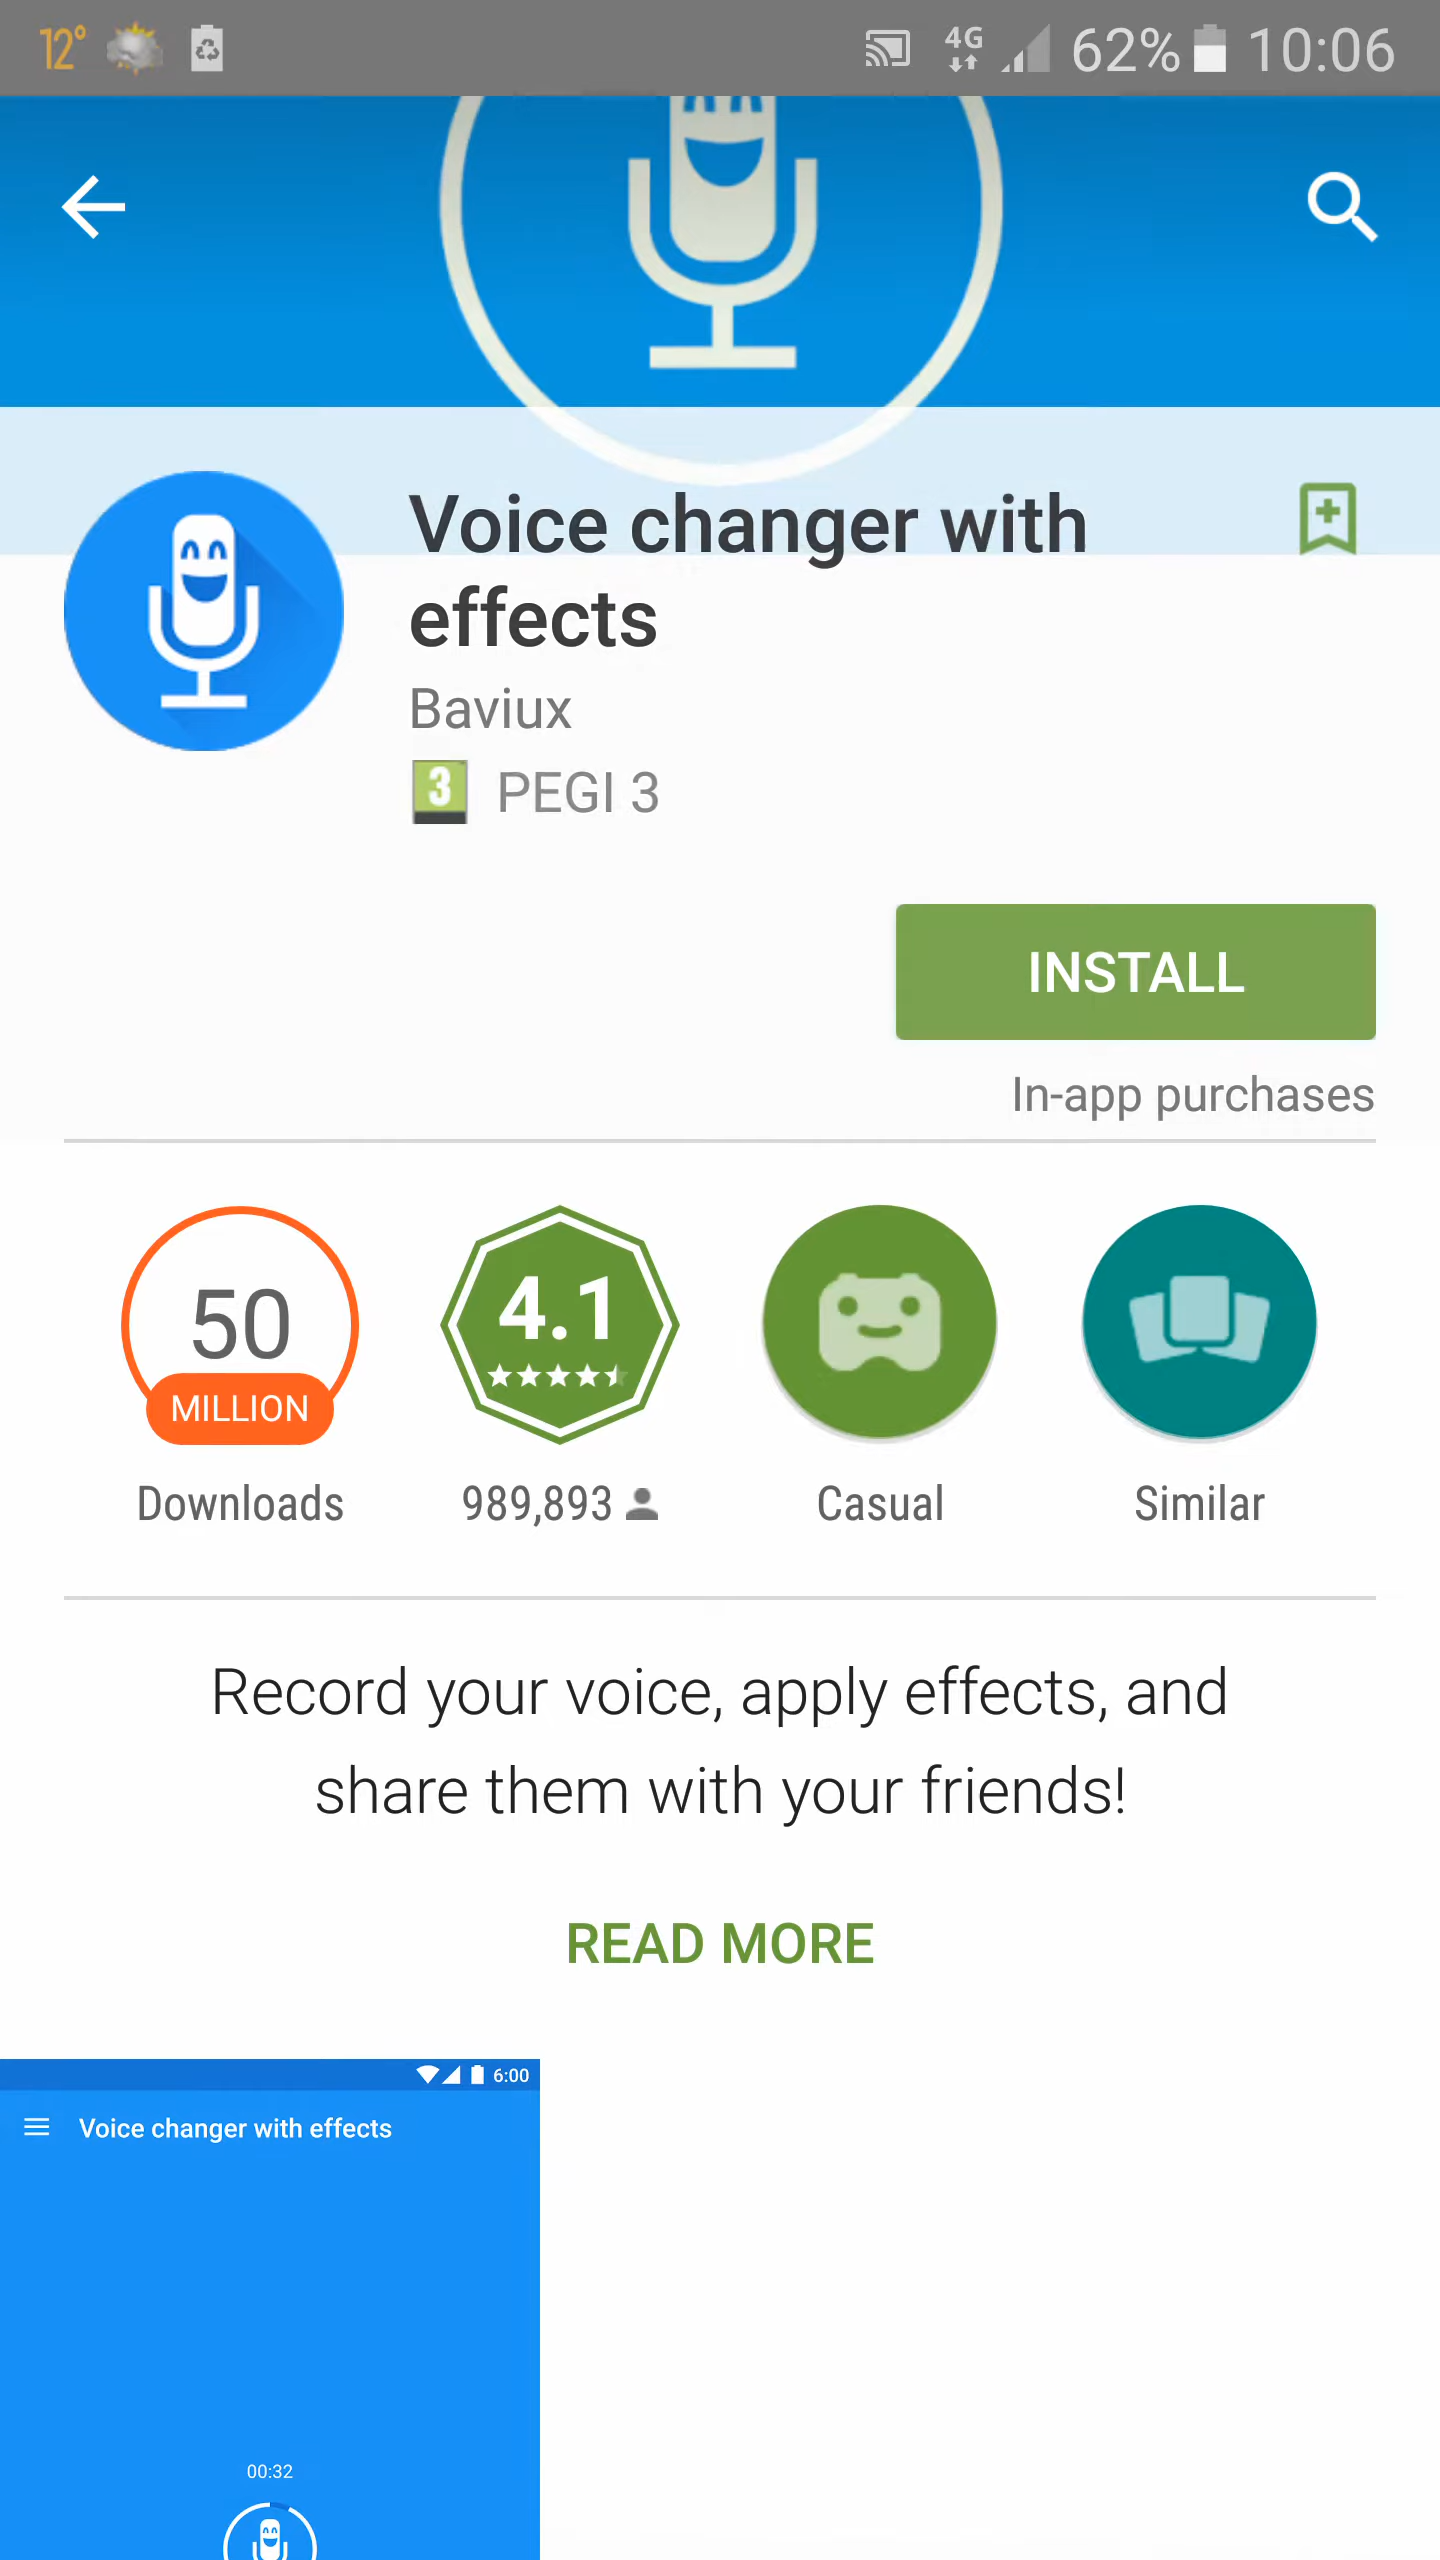 12°
4G 62% 10:06
Voice changer with
effects
Baviux
3 PEGI 3
INSTALL
In-app purchases
50
MILLION
Downloads
4.1
989,893
Casual
Similar
Record your voice, apply effects, and
share them with your friends!
READ MORE
6:00
Voice changer with effects
00:32